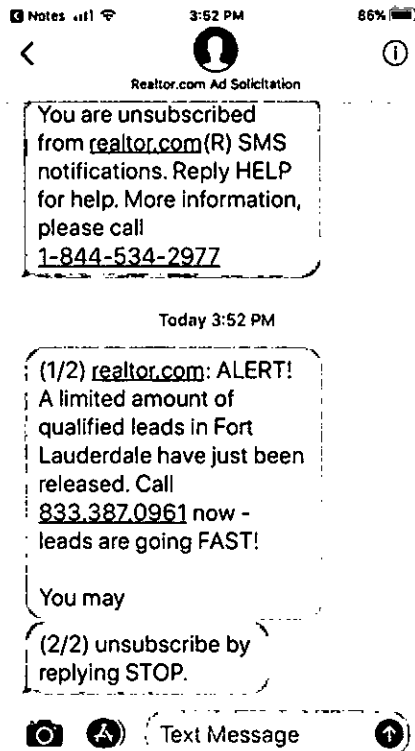 Notes 3:52 PM 86%
Realtor.com Ad Solicitation
You are unsubscribed
from realtor.com(R) SMS
notifications. Reply HELP
for help. More information,
please call
1-844-534-2977
Today 3:52 PM
(1/2) realtor.com: ALERT!
A limited amount of
qualified leads in Fort
Lauderdale have just been
released. Call
833.387.0961 now -
leads are going FAST!
You may
(2/2) unsubscribe by
replying STOP.
Text Message